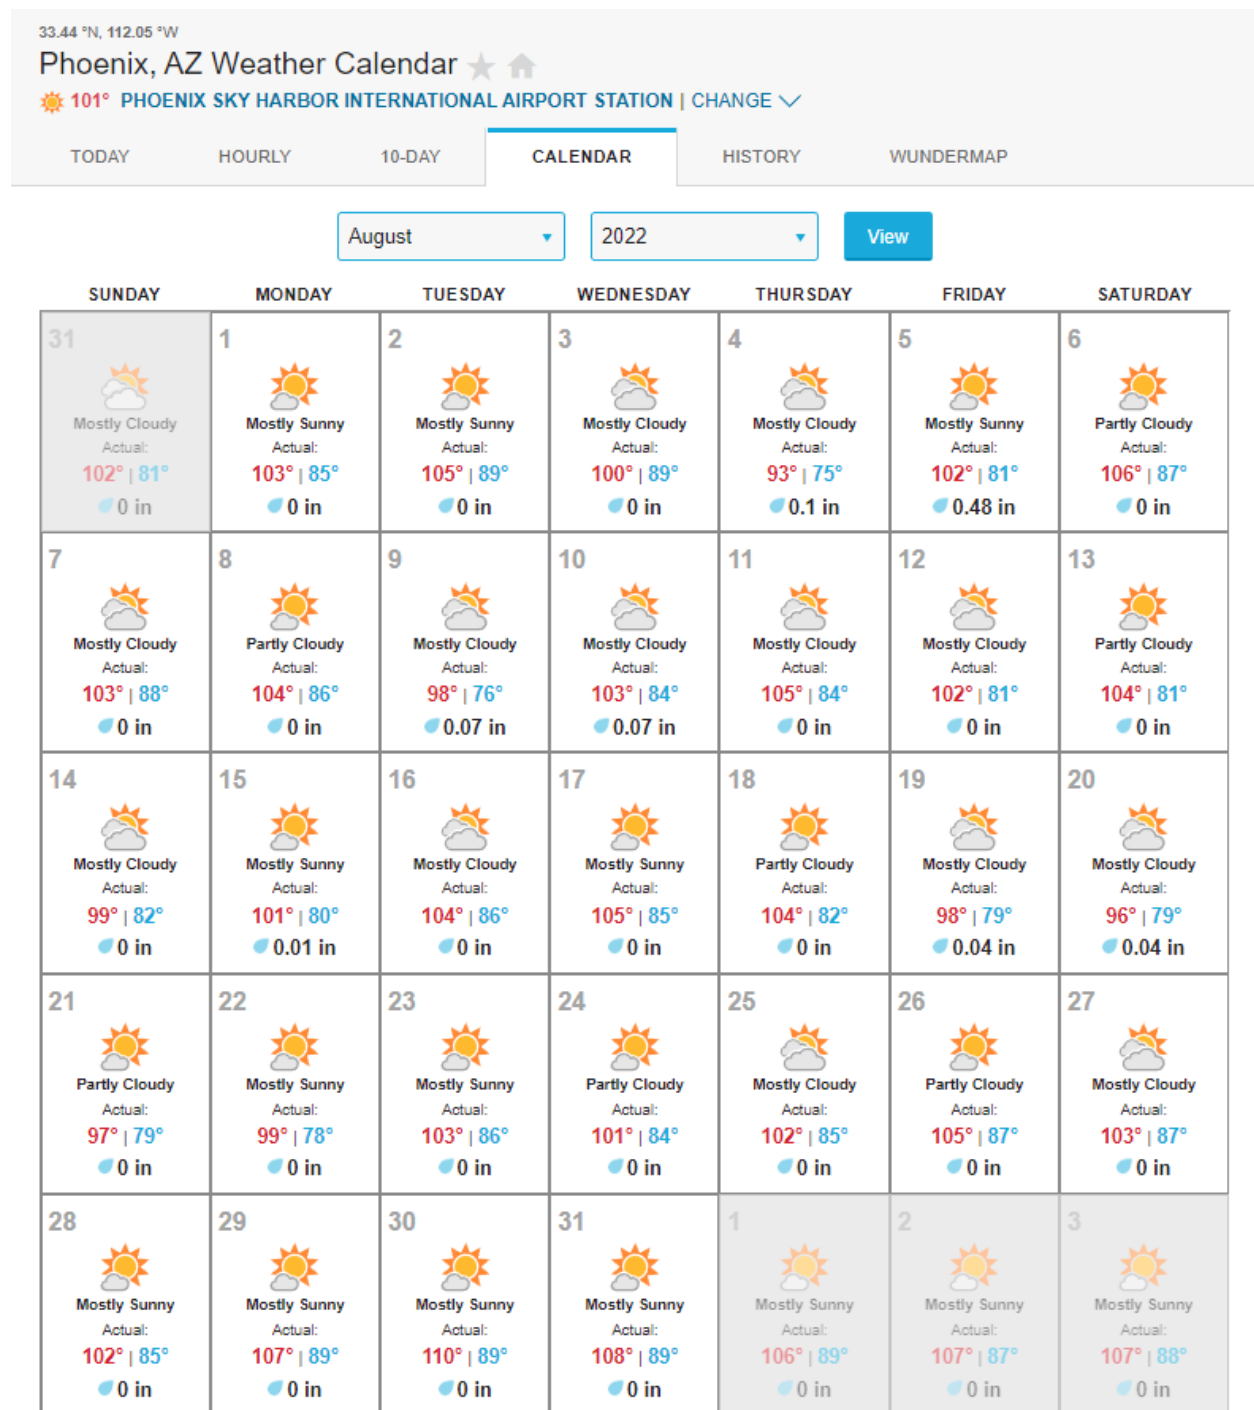 33.44 °N, 112.05 °W
Phoenix, AZ Weather Calendar
101° PHOENIX SKY HARBOR INTERNATIONAL AIRPORT STATION | CHANGE
TODAY HOURLY 10-DAY CALENDAR HISTORY WUNDERMAP
August 2022 View
SUNDAY MONDAY TUESDAY WEDNESDAY THURSDAY FRIDAY SATURDAY
31 1 2 3 4 5 6
Mostly Cloudy Mostly Sunny Mostly Sunny Mostly Cloudy Mostly Cloudy Mostly Sunny Partly Cloudy
Actual: Actual: Actual: Actual: Actual: Actual: Actual:
102° | 81° 103° | 85° 105° | 89° 100° | 89° 93° | 75° 102° | 81° 106° | 87°
0 in 0 in 0 in 0 in 0.1 in 0.48 in 0 in
7 8 9 10 11 12 13
Mostly Cloudy Partly Cloudy Mostly Cloudy Mostly Cloudy Mostly Cloudy Mostly Cloudy Partly Cloudy
Actual: Actual: Actual: Actual: Actual: Actual: Actual:
103° | 88° 104° | 86° 98° | 76° 103° | 84° 105° | 84° 102° | 81° 104° | 81°
0 in 0 in 0.07 in 0.07 in 0 in 0 in 0 in
14 15 16 17 18 19 20
Mostly Cloudy Mostly Sunny Mostly Cloudy Mostly Sunny Partly Cloudy Mostly Cloudy Mostly Cloudy
Actual: Actual: Actual: Actual: Actual: Actual: Actual:
99° | 82° 101° | 80° 104° | 86° 105° | 85° 104° | 82° 98° | 79° 96° | 79°
0 in 0.01 in 0 in 0 in 0 in 0.04 in 0.04 in
21 22 23 24 25 26 27
Partly Cloudy Mostly Sunny Mostly Sunny Partly Cloudy Mostly Cloudy Partly Cloudy Mostly Cloudy
Actual: Actual: Actual: Actual: Actual: Actual: Actual:
97° | 79° 99° | 78° 103° | 86° 101° | 84° 102° | 85° 105° | 87° 103° | 87°
0 in 0 in 0 in 0 in 0 in 0 in 0 in
28 29 30 31 1 2 3
Mostly Sunny Mostly Sunny Mostly Sunny Mostly Sunny Mostly Sunny Mostly Sunny Mostly Sunny
Actual: Actual: Actual: Actual: Actual: Actual: Actual:
102° | 85° 107° | 89° 110° | 89° 108° | 89° 106° | 89° 107° | 87° 107° | 88°
0 in 0 in 0 in 0 in 0 in 0 in 0 in